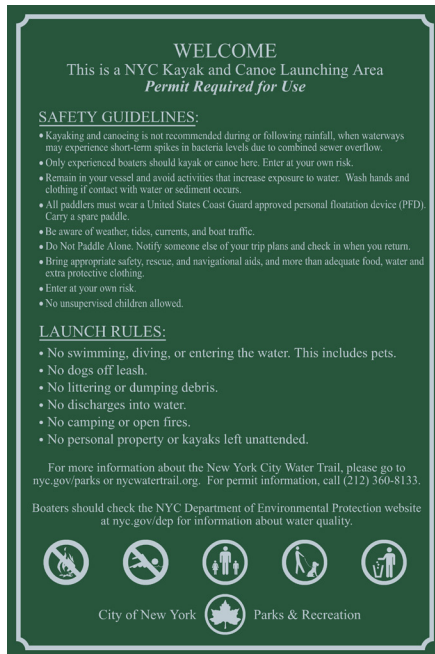 WELCOME
This is a NYC Kayak and Canoe Launching Area
Permit Required for Use
SAFETY GUIDELINES:
• Kayaking and canoeing is not recommended during or following rainfall, when waterways
may experience short-term spikes in bacteria levels due to combined sewer overflow.
• Only experienced boaters should kayak or canoe here. Enter at your own risk.
• Remain in your vessel and avoid activities that increase exposure to water. Wash hands and
clothing if contact with water or sediment occurs.
• All paddlers must wear a United States Coast Guard approved personal floatation device (PFD).
Carry a spare paddle.
• Be aware of weather, tides, currents, and boat traffic.
• Do Not Paddle Alone. Notify someone else of your trip plans and check in when you return.
• Bring appropriate safety, rescue, and navigational aids, and more than adequate food, water and
extra protective clothing.
• Enter at your own risk.
• No unsupervised children allowed.
LAUNCH RULES:
• No swimming, diving, or entering the water. This includes pets.
• No dogs off leash.
• No littering or dumping debris.
• No discharges into water.
• No camping or open fires.
• No personal property or kayaks left unattended.
For more information about the New York City Water Trail, please go to
nyc.gov/parks or nycwatertrail.org. For permit information, call (212) 360-8133.
Boaters should check the NYC Department of Environmental Protection website
at nyc.gov/dep for information about water quality.
City of New York Parks & Recreation